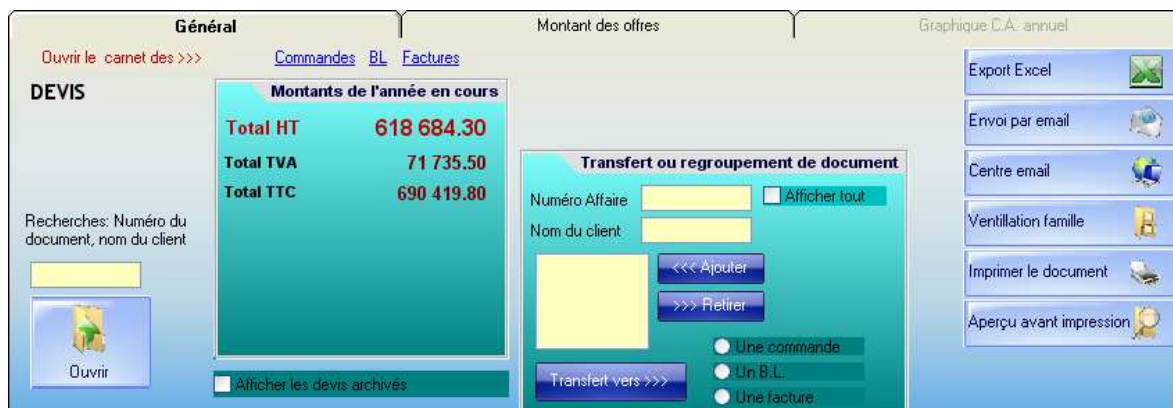 Général
Montant des offres
Graphique C.A. annuel
Ouvrir le carnet des >>>
Commandes BL Factures
DEVIS
Montants de l'année en cours
Total HT 618 684.30
Total TVA 71 735.50
Total TTC 690 419.80
Recherches: Numéro du
document, nom du client
Ouvrir
Afficher les devis archivés
Transfert ou regroupement de document
Numéro Affaire
Afficher tout
Nom du client
<<< Ajouter
>>> Retirer
Une commande
Un B.L.
Une facture
Transfert vers >>>
Export Excel
Envoi par email
Centre email
Ventillation famille
Imprimer le document
Aperçu avant impression